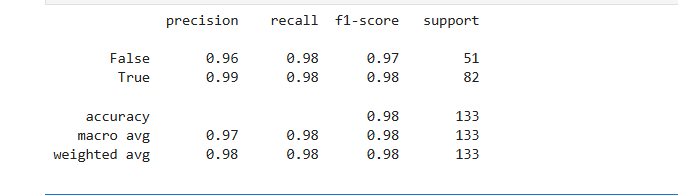 precision recall f1-score support
False 0.96 0.98 0.97 51
True 0.99 0.98 0.98 82
accuracy 0.98 133
macro avg 0.97 0.98 0.98 133
weighted avg 0.98 0.98 0.98 133